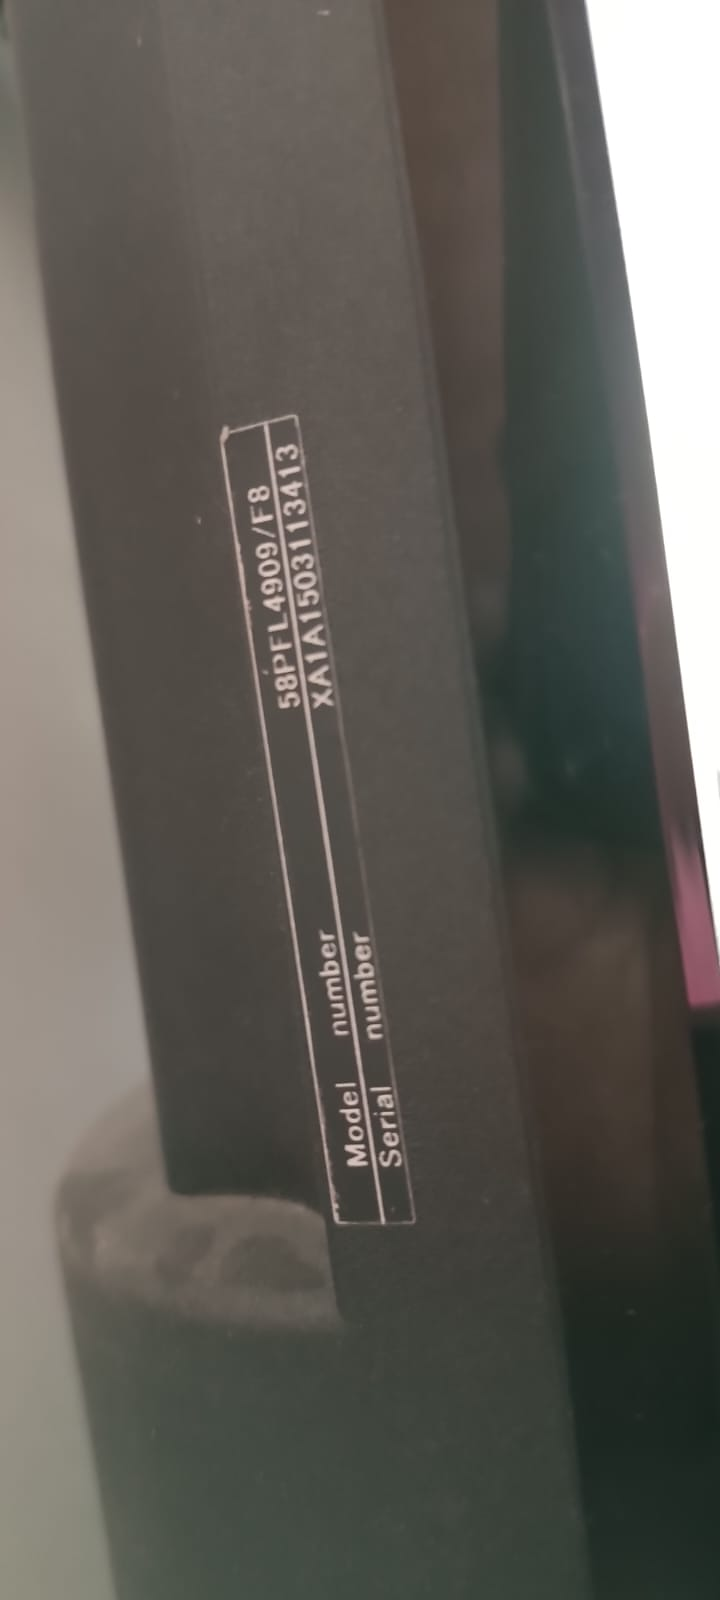 Model number 58PFL4909/F8
Serial number XA1A1503113413